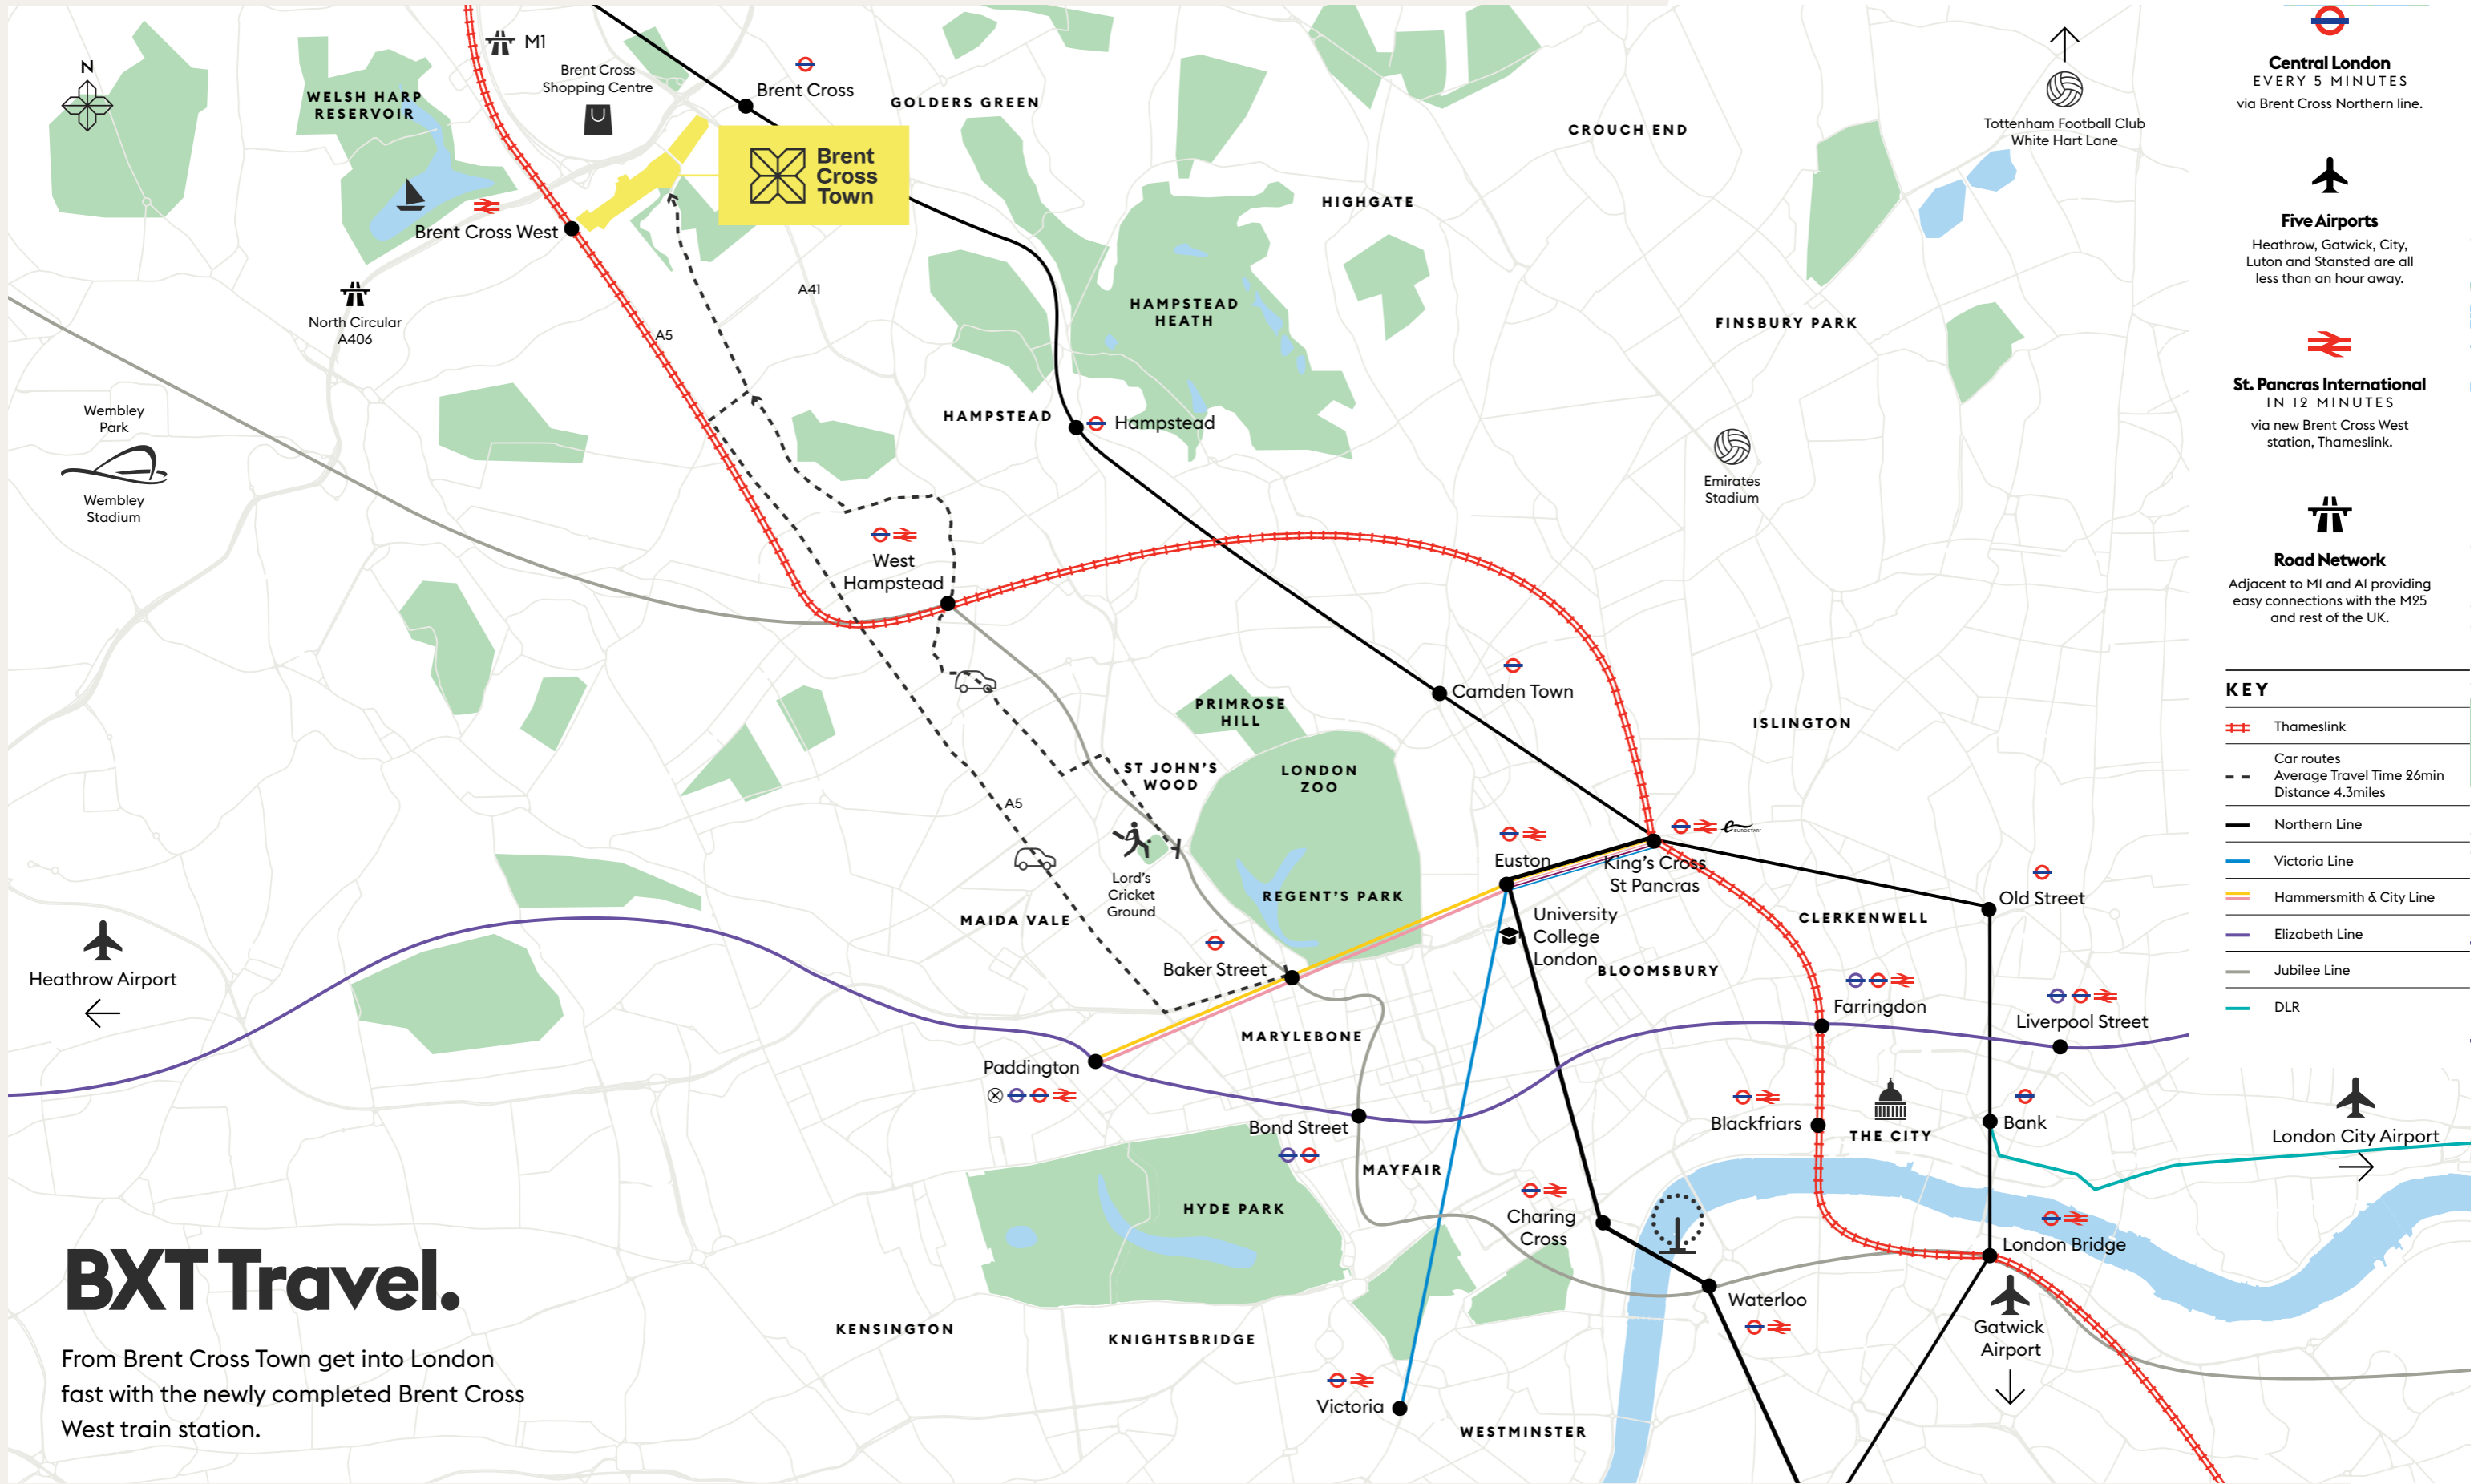 N
M1
Brent Cross
Shopping Centre
Brent Cross
WELSH HARP
RESERVOIR
GOLDERS GREEN
Brent
Cross
Town
Brent Cross West
North Circular
A406
A41
A5
CROUCH END
HIGHGATE
Tottenham Football Club
White Hart Lane
HAMPSTEAD
HEATH
FINSBURY PARK
Wembley
Park
Wembley
Stadium
HAMPSTEAD
Hampstead
Emirates
Stadium
West
Hampstead
Camden Town
PRIMROSE
HILL
ISLINGTON
ST JOHN'S
WOOD
LONDON
ZOO
A5
Lord's
Cricket
Ground
REGENT'S PARK
MAIDA VALE
Euston
King's Cross
St Pancras
EUROSTAR
Old Street
University
College
London
CLERKENWELL
BLOOMSBURY
Heathrow Airport
Baker Street
Farringdon
Liverpool Street
MARYLEBONE
Paddington
Bond Street
Blackfriars
THE CITY
Bank
London City Airport
MAYFAIR
HYDE PARK
Charing
Cross
London Bridge
Waterloo
Gatwick
Airport
KENSINGTON
KNIGHTSBRIDGE
Victoria
WESTMINSTER
BXT Travel.
From Brent Cross Town get into London
fast with the newly completed Brent Cross
West train station.
Central London
EVERY 5 MINUTES
via Brent Cross Northern line.
Five Airports
Heathrow, Gatwick, City,
Luton and Stansted are all
less than an hour away.
St. Pancras International
IN 12 MINUTES
via new Brent Cross West
station, Thameslink.
Road Network
Adjacent to M1 and A1 providing
easy connections with the M25
and rest of the UK.
KEY
Thameslink
Car routes
Average Travel Time 26min
Distance 4.3miles
Northern Line
Victoria Line
Hammersmith & City Line
Elizabeth Line
Jubilee Line
DLR